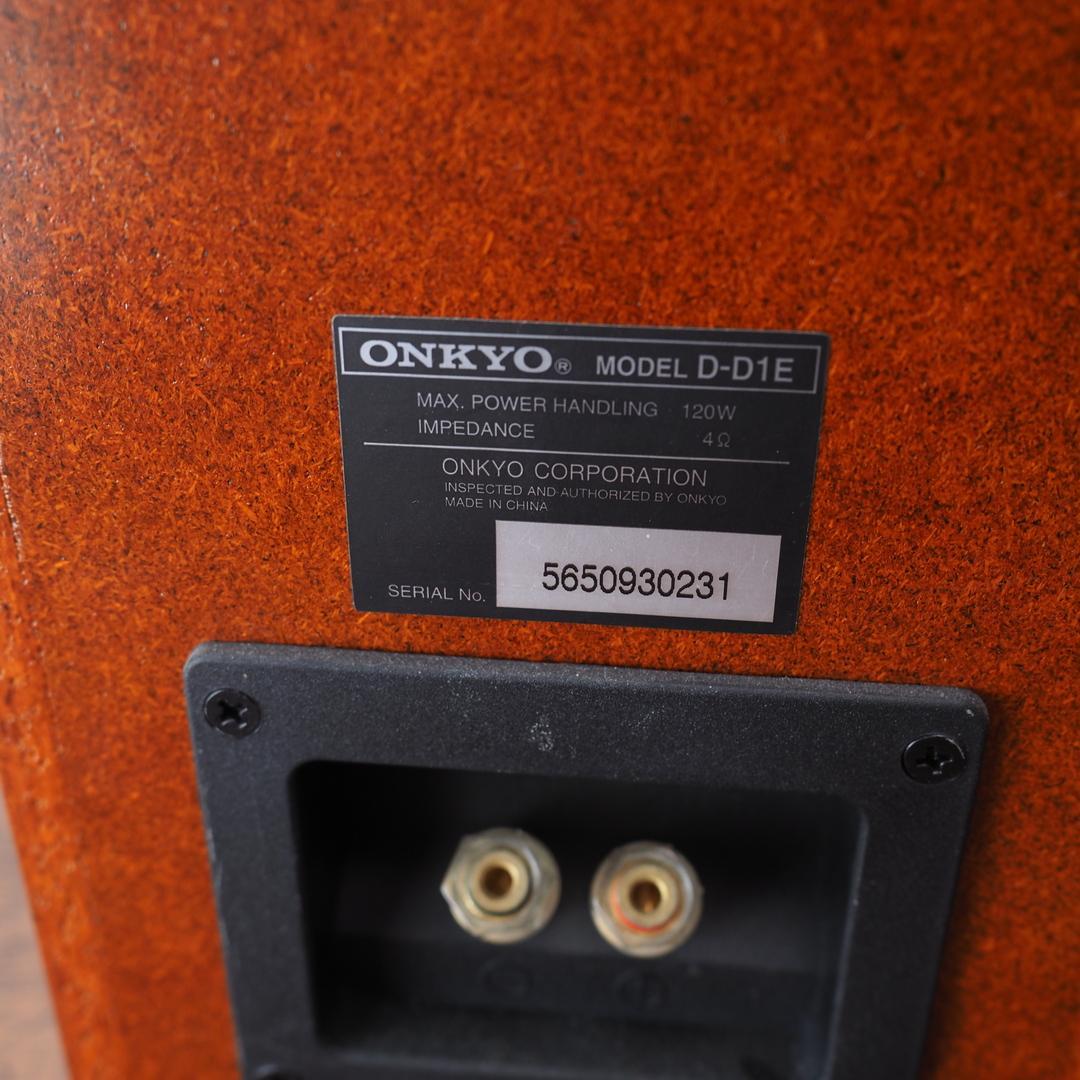 ONKYO® MODEL D-D1E
MAX. POWER HANDLING 120W
IMPEDANCE 4Ω
ONKYO CORPORATION
INSPECTED AND AUTHORIZED BY ONKYO
MADE IN CHINA
SERIAL No. 5650930231